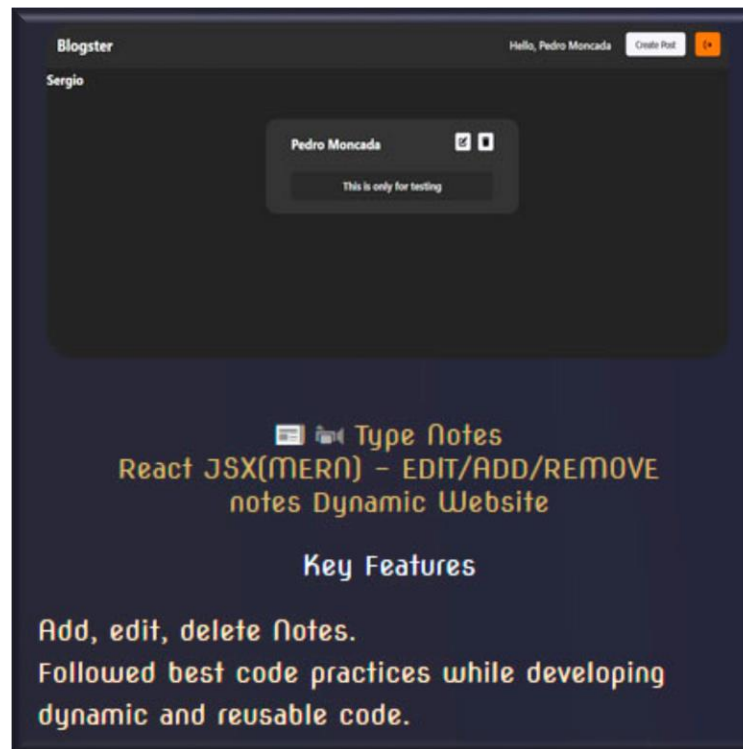 Blogster
Hello, Pedro Moncada
Create Post
Sergio
Pedro Moncada
This is only for testing
Type Notes
React JSX(MERN) - EDIT/ADD/REMOVE
notes Dynamic Website
Key Features
Add, edit, delete Notes.
Followed best code practices while developing
dynamic and reusable code.